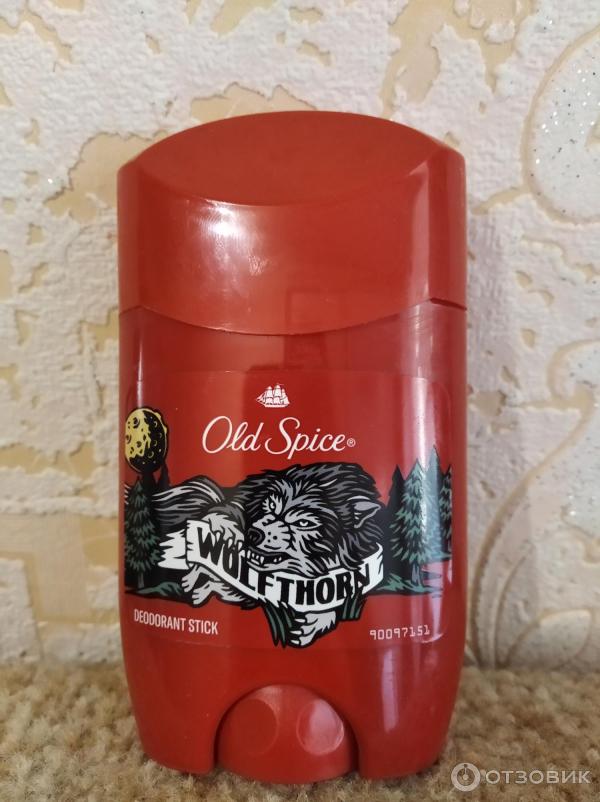 Old Spice®
WOLFTHORN
DEODORANT STICK
90097151
ОТЗОВИК